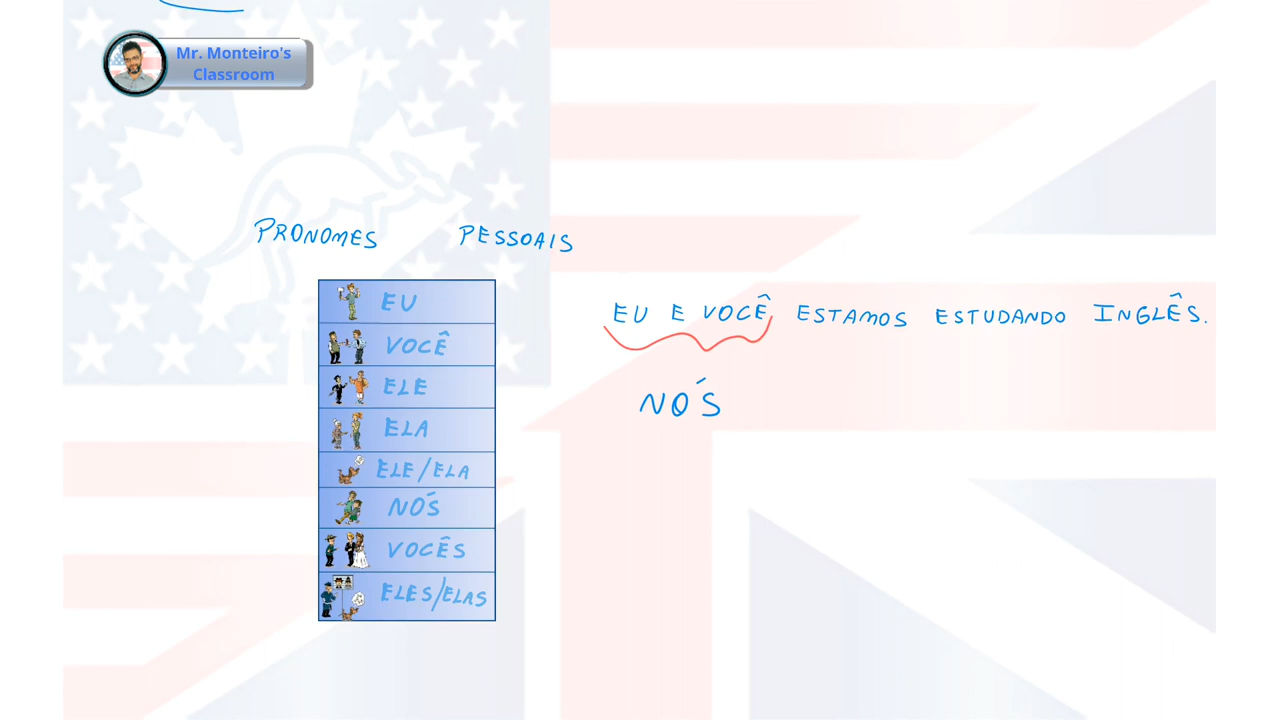 Mr. Monteiro's
Classroom
PRONOMES PESSOAIS
EU
VOCÊ
ELE
ELA
ELE/ELA
NÓS
VOCÊS
ELES/ELAS
EU E VOCÊ ESTAMOS ESTUDANDO INGLÊS.
NÓS